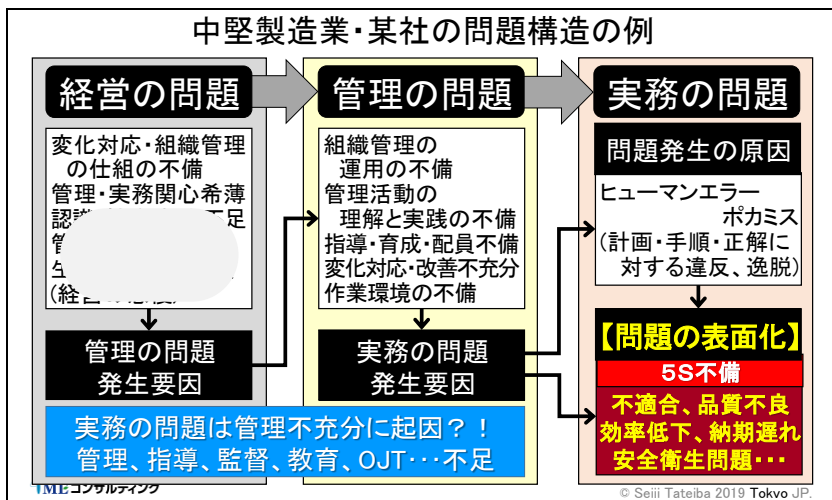 中堅製造業・某社の問題構造の例
経営の問題
変化対応・組織管理
の仕組の不備
管理・実務関心希薄
認識 不足
(経営の
管理の問題
発生要因
管理の問題
組織管理の
運用の不備
管理活動の
理解と実践の不備
指導・育成・配員不備
変化対応・改善不充分
作業環境の不備
実務の問題
発生要因
実務の問題
問題発生の原因
ヒューマンエラー
ポカミス
(計画・手順・正解に
対する違反、逸脱)
【問題の表面化】
5S不備
不適合、品質不良
効率低下、納期遅れ
安全衛生問題・・・
実務の問題は管理不充分に起因？！
管理、指導、監督、教育、OJT・・・不足
コンサルティング
© Seiji Tateiba 2019 Tokyo JP.